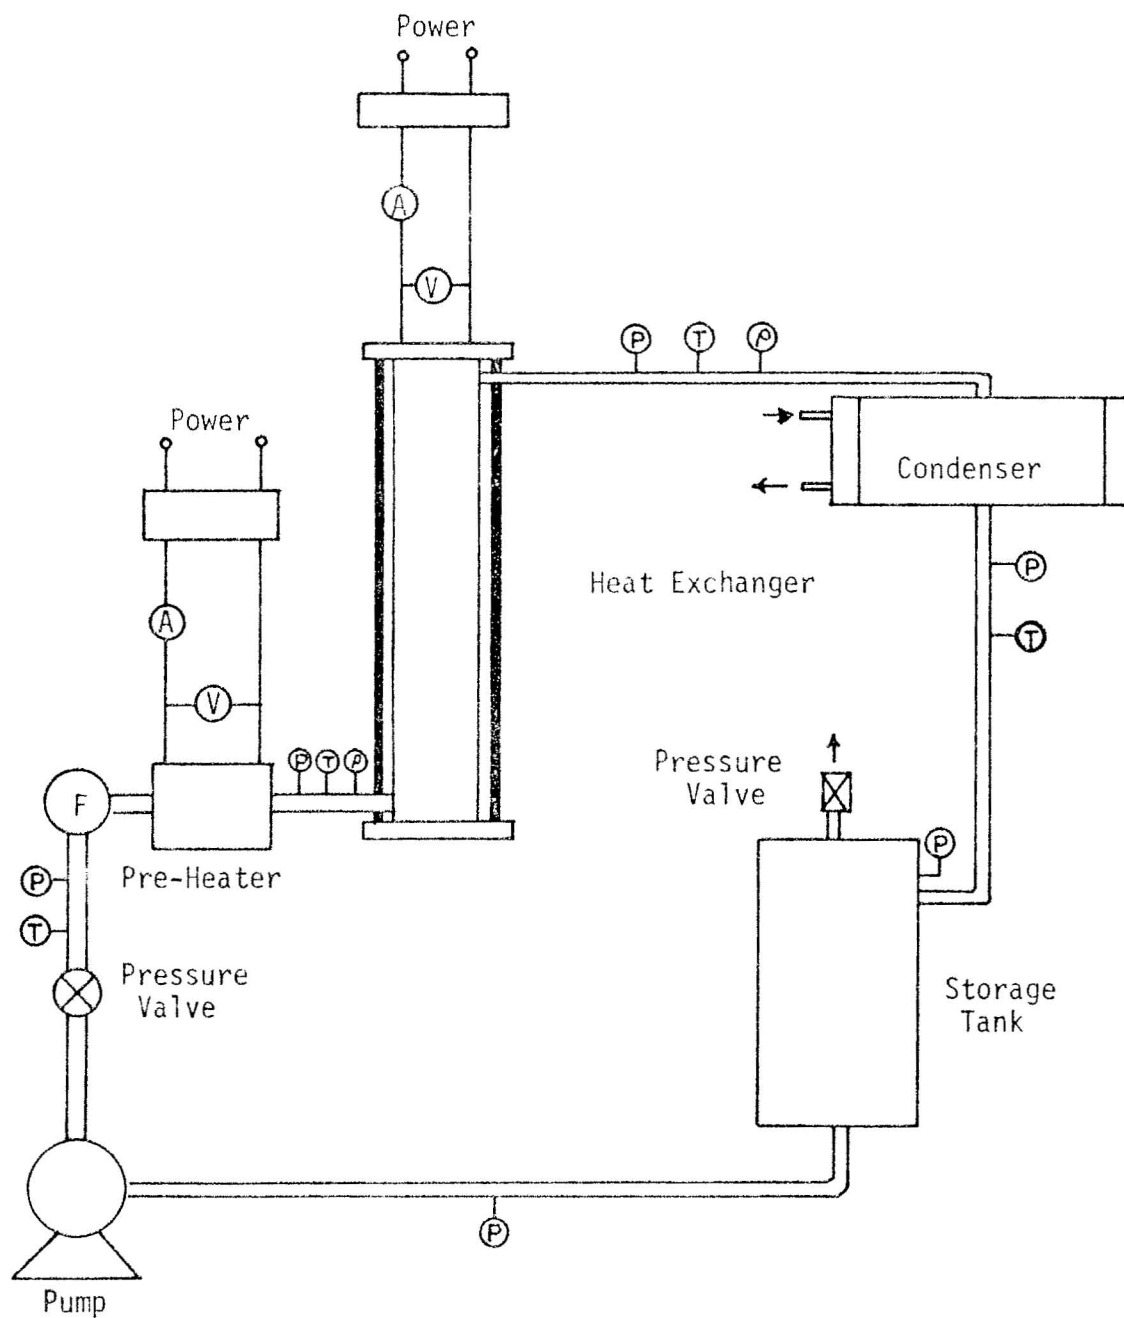 Power
A
V
P T ρ
Power
Condenser
P
Heat Exchanger
A
T
V
Pressure
Valve
P T ρ
F
P
Pre-Heater
P
T
Pressure
Valve
Storage
Tank
P
Pump